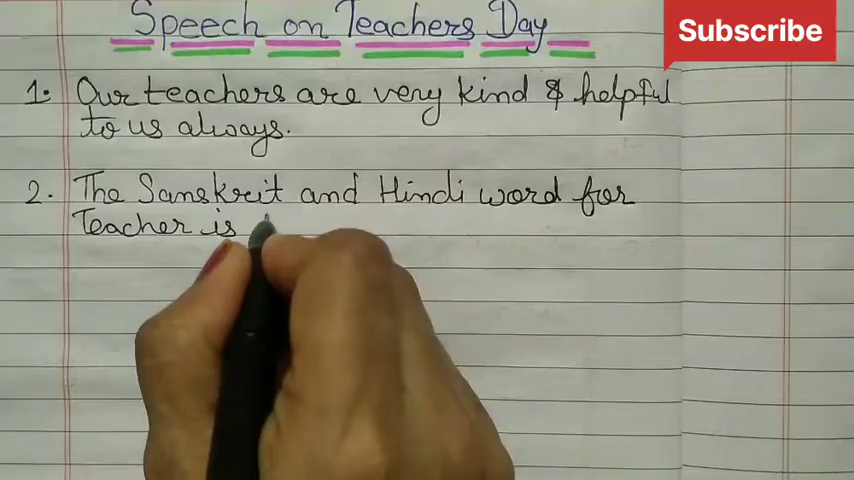 Speech on Teachers Day
Subscribe
1. Our teachers are very kind & helpful
to us always.
2. The Sanskrit and Hindi word for
Teacher is